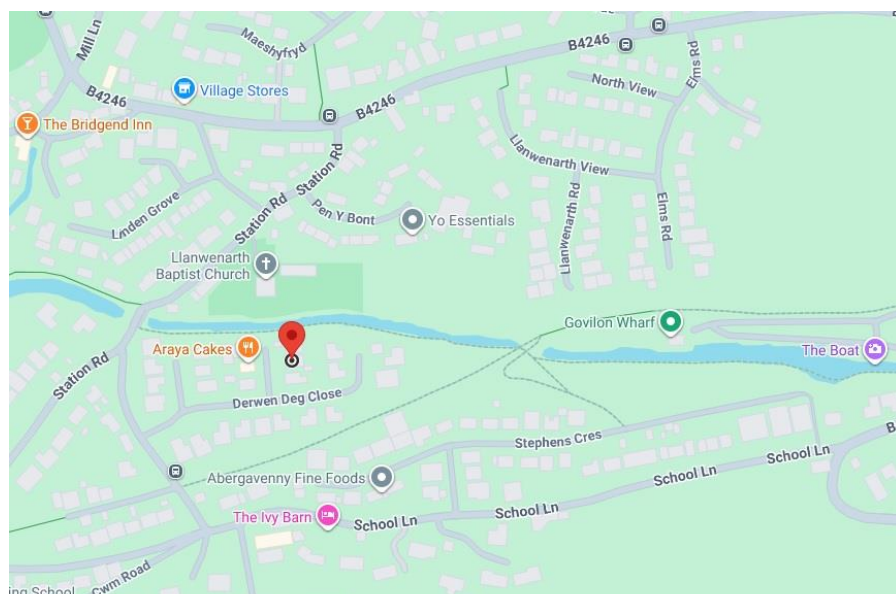 Mill Ln
Maeshyfryd
B4246
Elms Rd
Village Stores
B4246
North View
B4246
The Bridgend Inn
Station Rd
Llanwenarth View
Linden Grove
Station Rd
Pen Y Bont
Yo Essentials
Llanwenarth Rd
Elms Rd
Llanwenarth
Baptist Church
Govilon Wharf
Araya Cakes
The Boat
Station Rd
Derwen Deg Close
Stephens Cres
School Ln
School Ln
Abergavenny Fine Foods
School Ln
The Ivy Barn
School Ln
Cwm Road
ing School